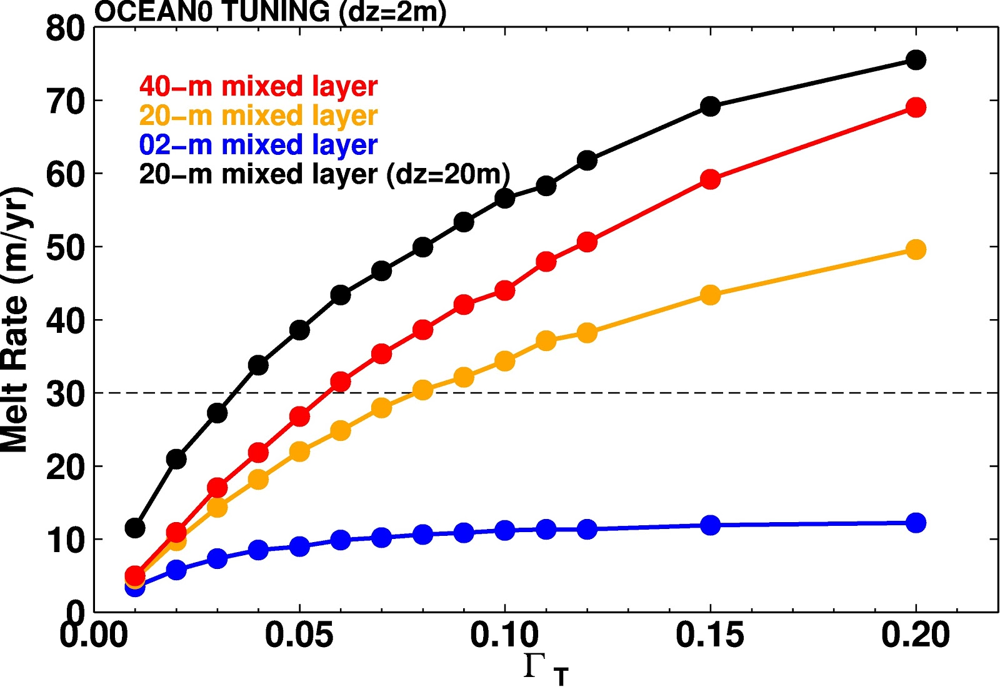 OCEAN0 TUNING (dz=2m)
80
70
60
50
40
30
20
10
0
Melt Rate (m/yr)
40−m mixed layer
20−m mixed layer
02−m mixed layer
20−m mixed layer (dz=20m)
0.00 0.05 0.10 0.15 0.20
Γ T